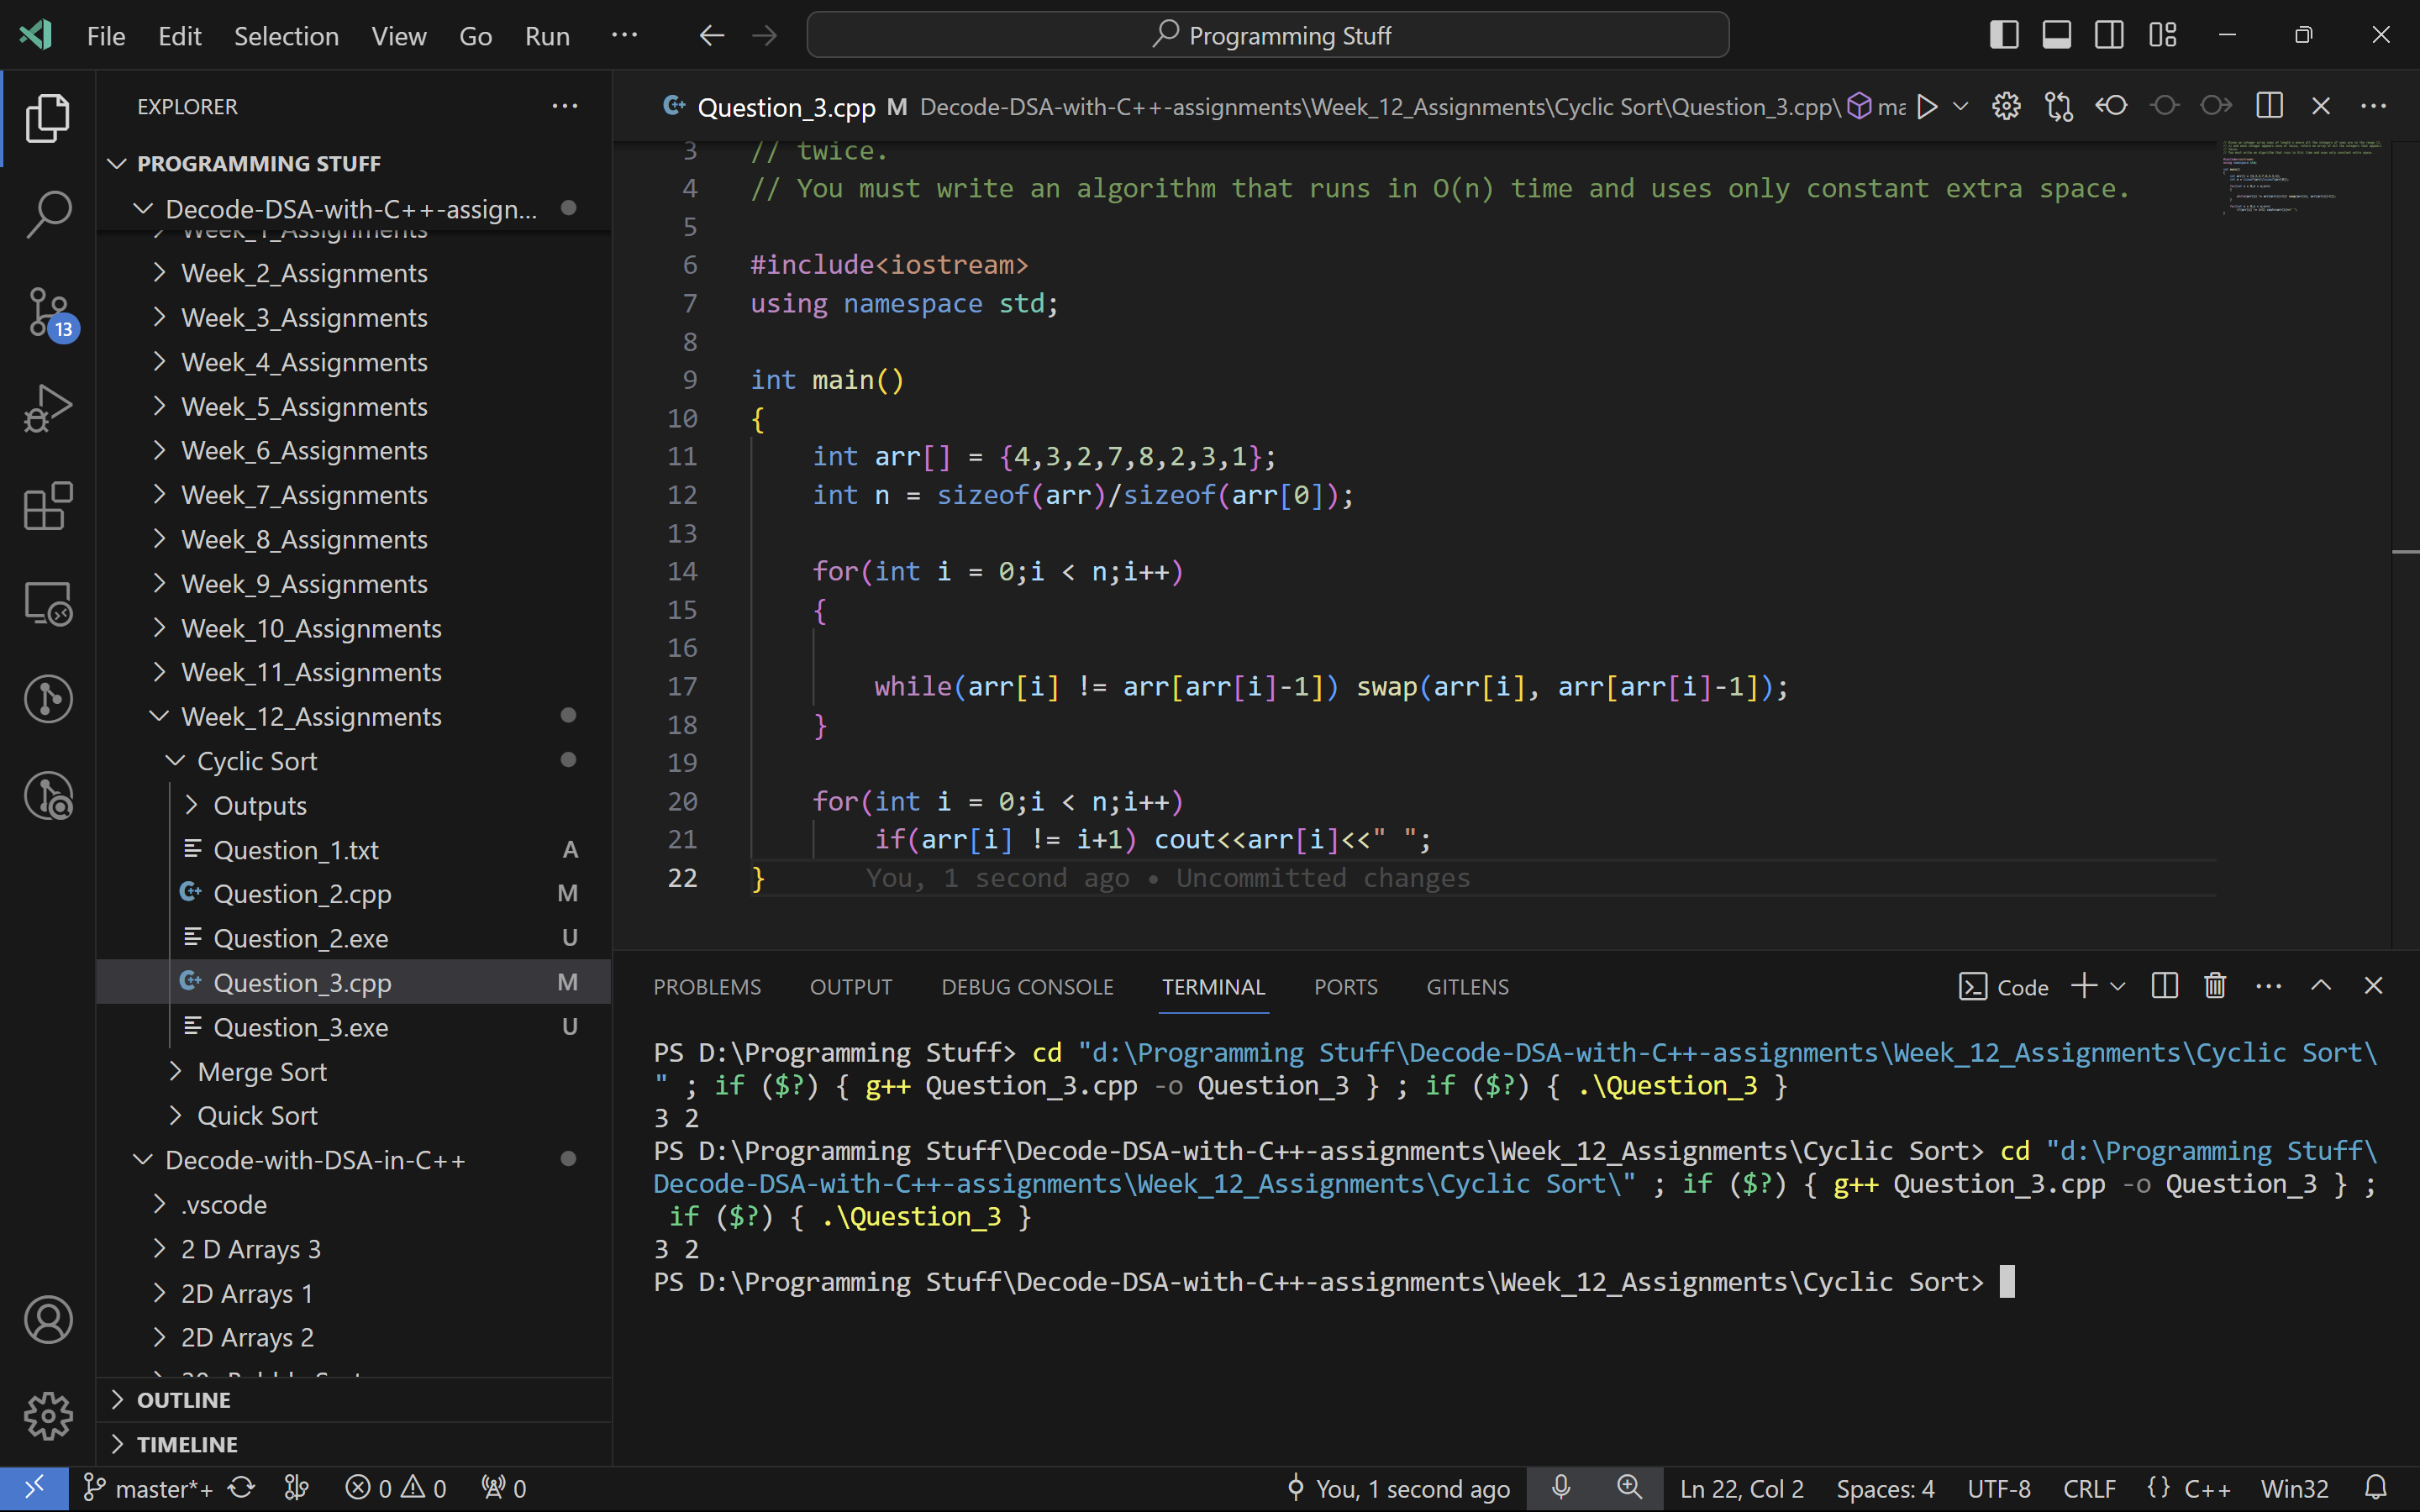 File Edit Selection View Go Run ···
Programming Stuff
EXPLORER
PROGRAMMING STUFF
Decode-DSA-with-C++-assign...
Week_1_Assignments
Week_2_Assignments
Week_3_Assignments
Week_4_Assignments
Week_5_Assignments
Week_6_Assignments
Week_7_Assignments
Week_8_Assignments
Week_9_Assignments
Week_10_Assignments
Week_11_Assignments
Week_12_Assignments
Cyclic Sort
Outputs
Question_1.txt A
Question_2.cpp M
Question_2.exe U
Question_3.cpp M
Question_3.exe U
Merge Sort
Quick Sort
Decode-with-DSA-in-C++
.vscode
2 D Arrays 3
2D Arrays 1
2D Arrays 2
OUTLINE
TIMELINE
13
Question_3.cpp M Decode-DSA-with-C++-assignments\Week_12_Assignments\Cyclic Sort\Question_3.cpp\ ma
3 // twice.
4 // You must write an algorithm that runs in O(n) time and uses only constant extra space.
5
6 #include<iostream>
7 using namespace std;
8
9 int main()
10 {
11 int arr[] = {4,3,2,7,8,2,3,1};
12 int n = sizeof(arr)/sizeof(arr[0]);
13
14 for(int i = 0;i < n;i++)
15 {
16
17 while(arr[i] != arr[arr[i]-1]) swap(arr[i], arr[arr[i]-1]);
18 }
19
20 for(int i = 0;i < n;i++)
21 if(arr[i] != i+1) cout<<arr[i]<<" ";
22 } You, 1 second ago • Uncommitted changes
PROBLEMS OUTPUT DEBUG CONSOLE TERMINAL PORTS GITLENS
Code
PS D:\Programming Stuff> cd "d:\Programming Stuff\Decode-DSA-with-C++-assignments\Week_12_Assignments\Cyclic Sort\
" ; if ($?) { g++ Question_3.cpp -o Question_3 } ; if ($?) { .\Question_3 }
3 2
PS D:\Programming Stuff\Decode-DSA-with-C++-assignments\Week_12_Assignments\Cyclic Sort> cd "d:\Programming Stuff\
Decode-DSA-with-C++-assignments\Week_12_Assignments\Cyclic Sort\" ; if ($?) { g++ Question_3.cpp -o Question_3 } ;
if ($?) { .\Question_3 }
3 2
PS D:\Programming Stuff\Decode-DSA-with-C++-assignments\Week_12_Assignments\Cyclic Sort>
master*+ 0 0 0 You, 1 second ago Ln 22, Col 2 Spaces: 4 UTF-8 CRLF {} C++ Win32